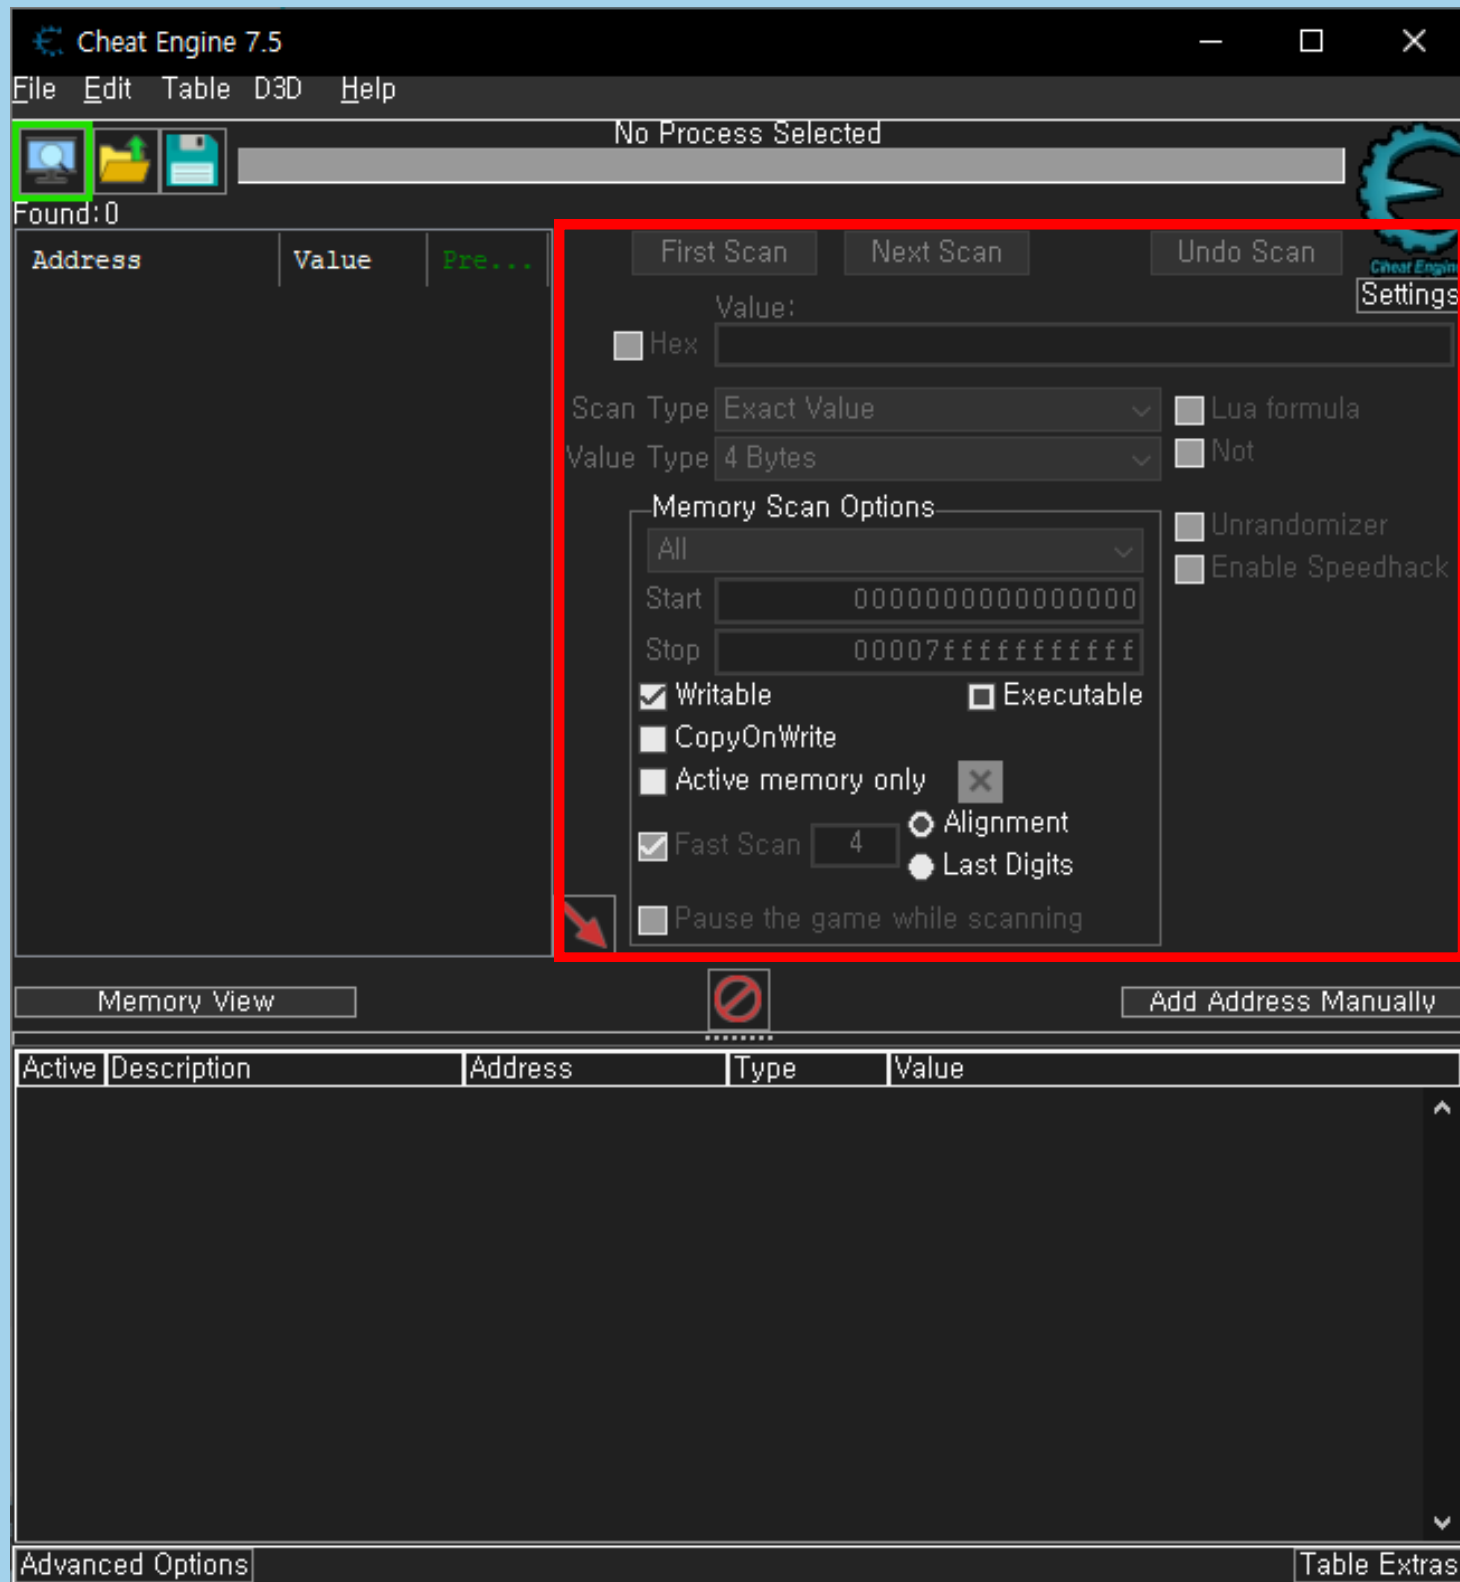 Cheat Engine 7.5
File Edit Table D3D Help
No Process Selected
Found:0
Address Value Pre...
First Scan Next Scan Undo Scan
Cheat Engine
Settings
Value:
Hex
Scan Type Exact Value Lua formula
Value Type 4 Bytes Not
Memory Scan Options
All Unrandomizer
Enable Speedhack
Start 0000000000000000
Stop 00007fffffffffff
Writable Executable
CopyOnWrite
Active memory only
Fast Scan 4 Alignment
Last Digits
Pause the game while scanning
Memory View Add Address Manually
Active Description Address Type Value
Advanced Options Table Extras